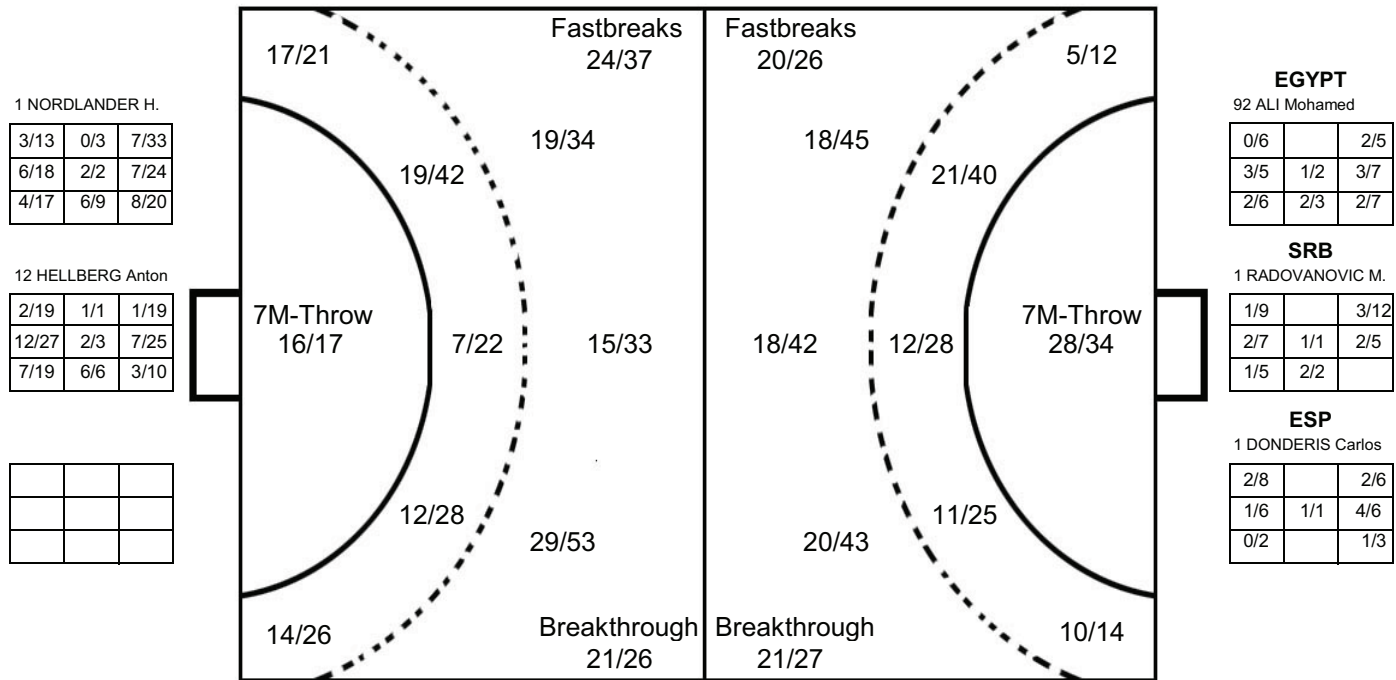 1 NORDLANDER H.
3/13 0/3 7/33
6/18 2/2 7/24
4/17 6/9 8/20
12 HELLBERG Anton
2/19 1/1 1/19
12/27 2/3 7/25
7/19 6/6 3/10
17/21
Fastbreaks
24/37
19/34
19/42
7M-Throw
16/17
7/22
15/33
12/28
29/53
14/26
Breakthrough
21/26
Fastbreaks
20/26
5/12
18/45
21/40
18/42
12/28
7M-Throw
28/34
11/25
20/43
10/14
Breakthrough
21/27
EGYPT
92 ALI Mohamed
0/6 2/5
3/5 1/2 3/7
2/6 2/3 2/7
SRB
1 RADOVANOVIC M.
1/9 3/12
2/7 1/1 2/5
1/5 2/2
ESP
1 DONDERIS Carlos
2/8 2/6
1/6 1/1 4/6
0/2 1/3